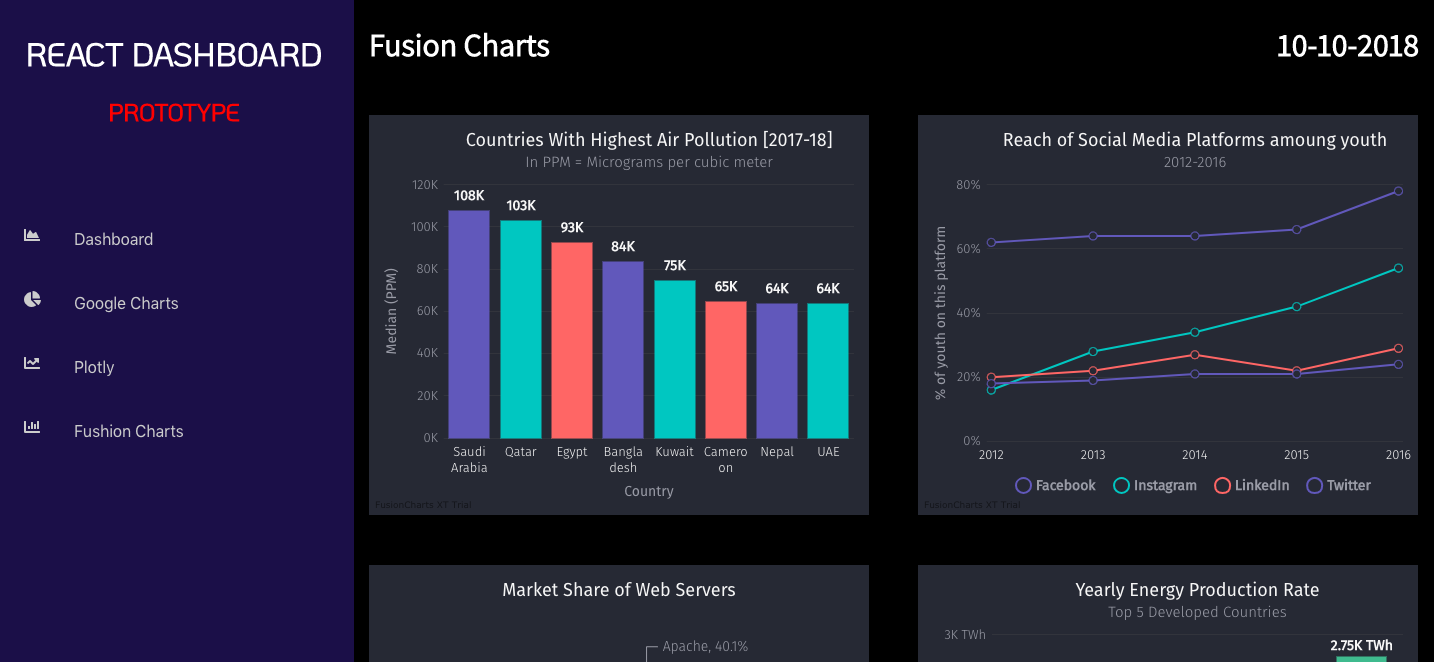 REACT DASHBOARD
PROTOTYPE
Dashboard
Google Charts
Plotly
Fushion Charts
Fusion Charts
10-10-2018
Countries With Highest Air Pollution [2017-18]
In PPM = Micrograms per cubic meter
120K
100K
80K
60K
40K
20K
0K
Median (PPM)
108K
103K
93K
84K
75K
65K
64K
64K
Saudi
Arabia
Qatar
Egypt
Bangla
desh
Kuwait
Camero
on
Nepal
UAE
Country
FusionCharts XT Trial
Reach of Social Media Platforms amoung youth
2012-2016
80%
60%
40%
20%
0%
% of youth on this platform
2012
2013
2014
2015
2016
Facebook
Instagram
LinkedIn
Twitter
FusionCharts XT Trial
Market Share of Web Servers
Apache, 40.1%
Yearly Energy Production Rate
Top 5 Developed Countries
3K TWh
2.75K TWh